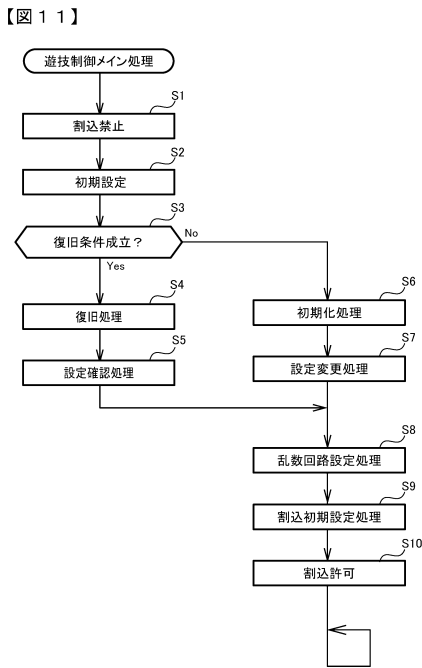 【図１１】
遊技制御メイン処理
S1
割込禁止
S2
初期設定
S3
復旧条件成立？
No
Yes
S4
復旧処理
S5
設定確認処理
S6
初期化処理
S7
設定変更処理
S8
乱数回路設定処理
S9
割込初期設定処理
S10
割込許可